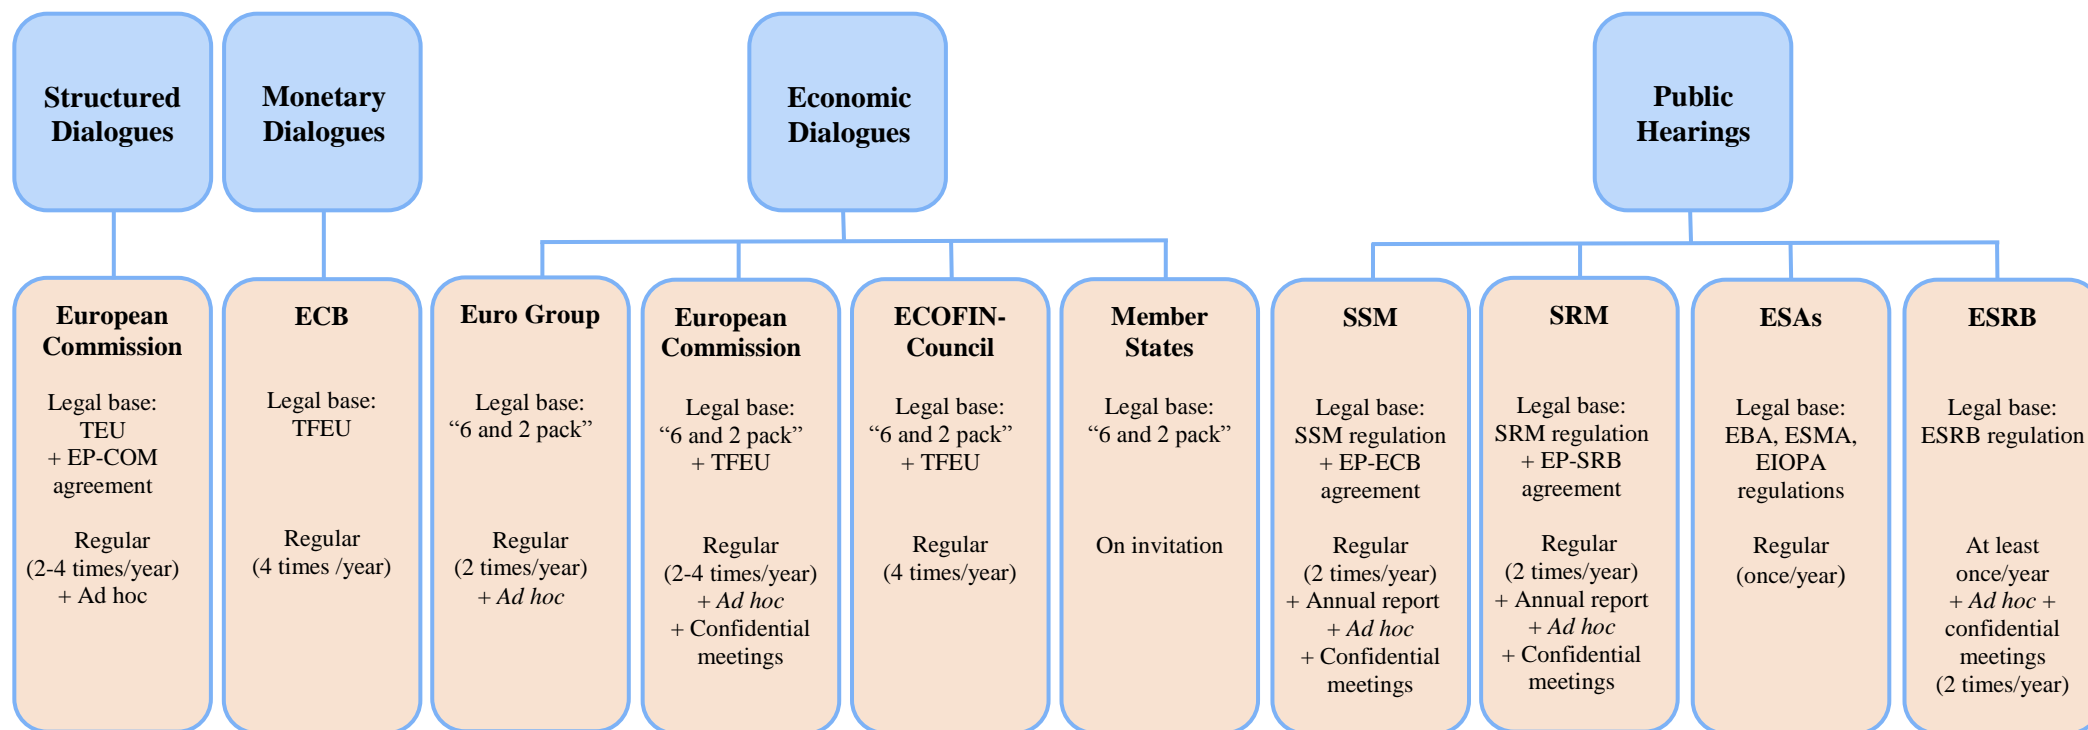 Structured
Dialogues
Monetary
Dialogues
Economic
Dialogues
Public
Hearings
European
Commission
Legal base:
TEU
+ EP-COM
agreement
Regular
(2-4 times/year)
+ Ad hoc
ECB
Legal base:
TFEU
Regular
(4 times /year)
Euro Group
Legal base:
“6 and 2 pack”
Regular
(2 times/year)
+ Ad hoc
European
Commission
Legal base:
“6 and 2 pack”
+ TFEU
Regular
(2-4 times/year)
+ Ad hoc
+ Confidential
meetings
ECOFIN-
Council
Legal base:
“6 and 2 pack”
+ TFEU
Regular
(4 times/year)
Member
States
Legal base:
“6 and 2 pack”
On invitation
SSM
Legal base:
SSM regulation
+ EP-ECB
agreement
Regular
(2 times/year)
+ Annual report
+ Ad hoc
+ Confidential
meetings
SRM
Legal base:
SRM regulation
+ EP-SRB
agreement
Regular
(2 times/year)
+ Annual report
+ Ad hoc
+ Confidential
meetings
ESAs
Legal base:
EBA, ESMA,
EIOPA
regulations
Regular
(once/year)
ESRB
Legal base:
ESRB regulation
At least
once/year
+ Ad hoc +
confidential
meetings
(2 times/year)